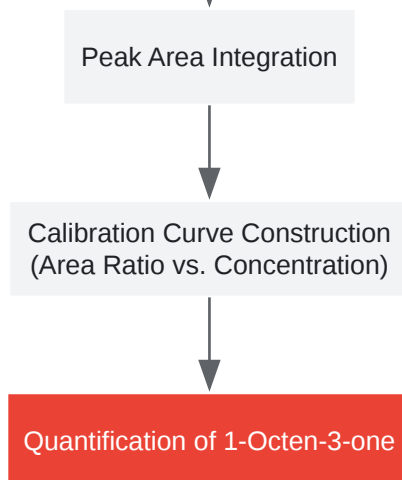 Peak Area Integration
Calibration Curve Construction
(Area Ratio vs. Concentration)
Quantification of 1-Octen-3-one